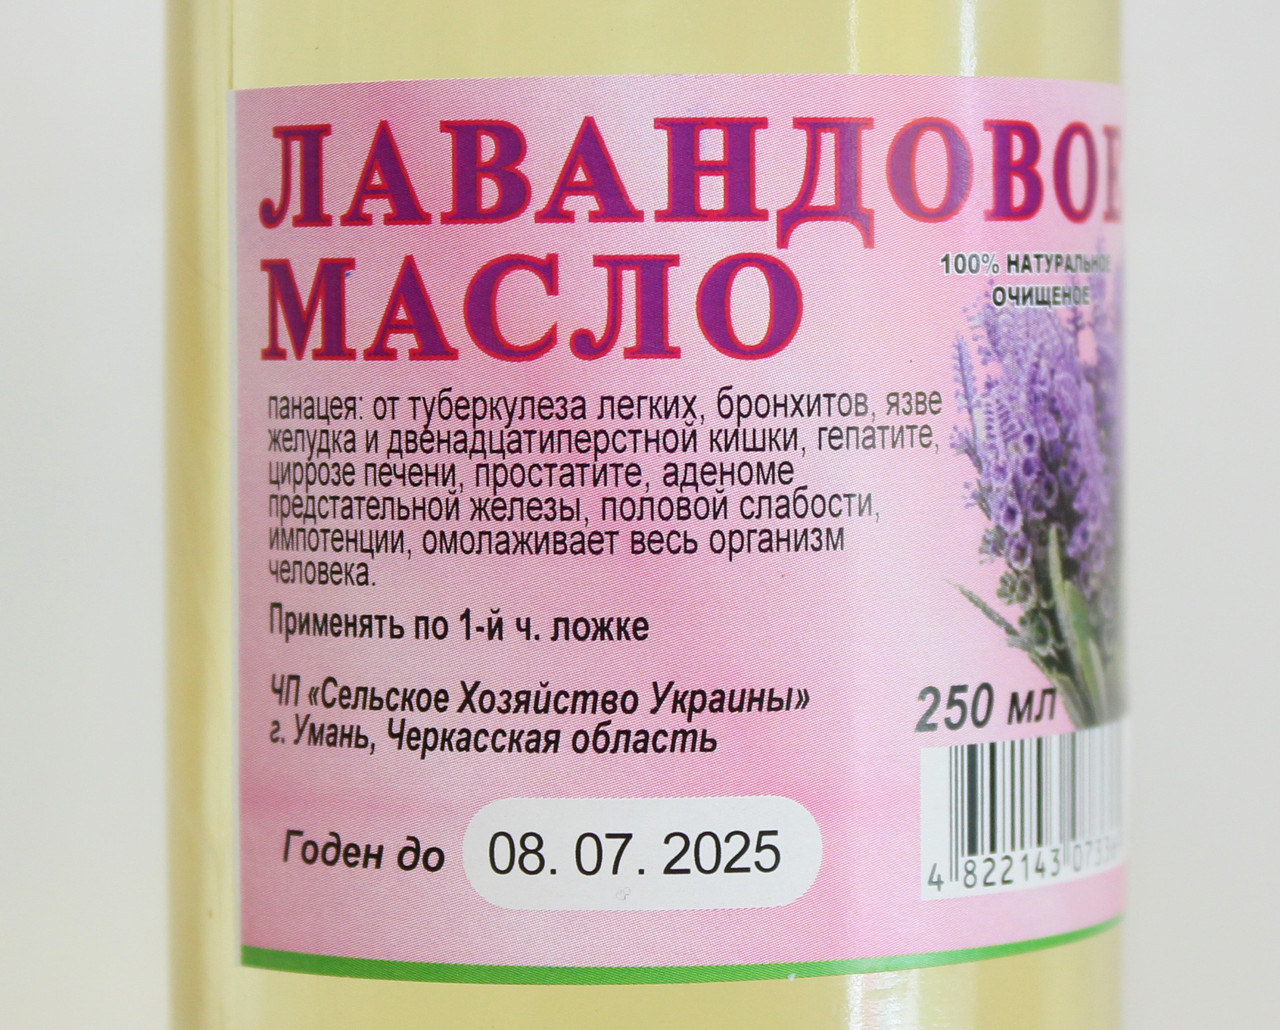 ЛАВАНДОВОЕ
МАСЛО
100% НАТУРАЛЬНОЕ
ОЧИЩЕНОЕ
панацея: от туберкулеза легких, бронхитов, язве
желудка и двенадцатиперстной кишки, гепатите,
циррозе печени, простатите, аденоме
предстательной железы, половой слабости,
импотенции, омолаживает весь организм
человека.
Применять по 1-й ч. ложке
ЧП «Сельское Хозяйство Украины»
г. Умань, Черкасская область
250 мл
Годен до 08. 07. 2025
4 822143